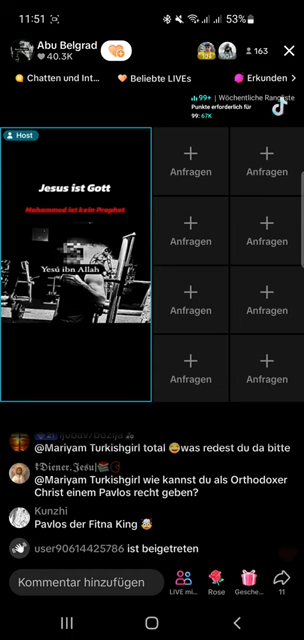 11:51
53%
Abu Belgrad
40.3K
163
Chatten und Int...
Beliebte LIVEs
Erkunden >
99+ | Wöchentliche Rangliste
Punkte erforderlich für
99: 67K
Host
Jesus ist Gott
Mohammed ist kein Prophet
Yesú ibn Allah
Anfragen
Anfragen
Anfragen
Anfragen
Anfragen
Anfragen
Anfragen
Anfragen
@Mariyam Turkishgirl total 😂was redest du da bitte
Diener.Jesu
@Mariyam Turkishgirl wie kannst du als Orthodoxer
Christ einem Pavlos recht geben?
Kunzhi
Pavlos der Fitna King 🤯
user90614425786 ist beigetreten
Kommentar hinzufügen
LIVE mi...
Rose
Gesche...
11